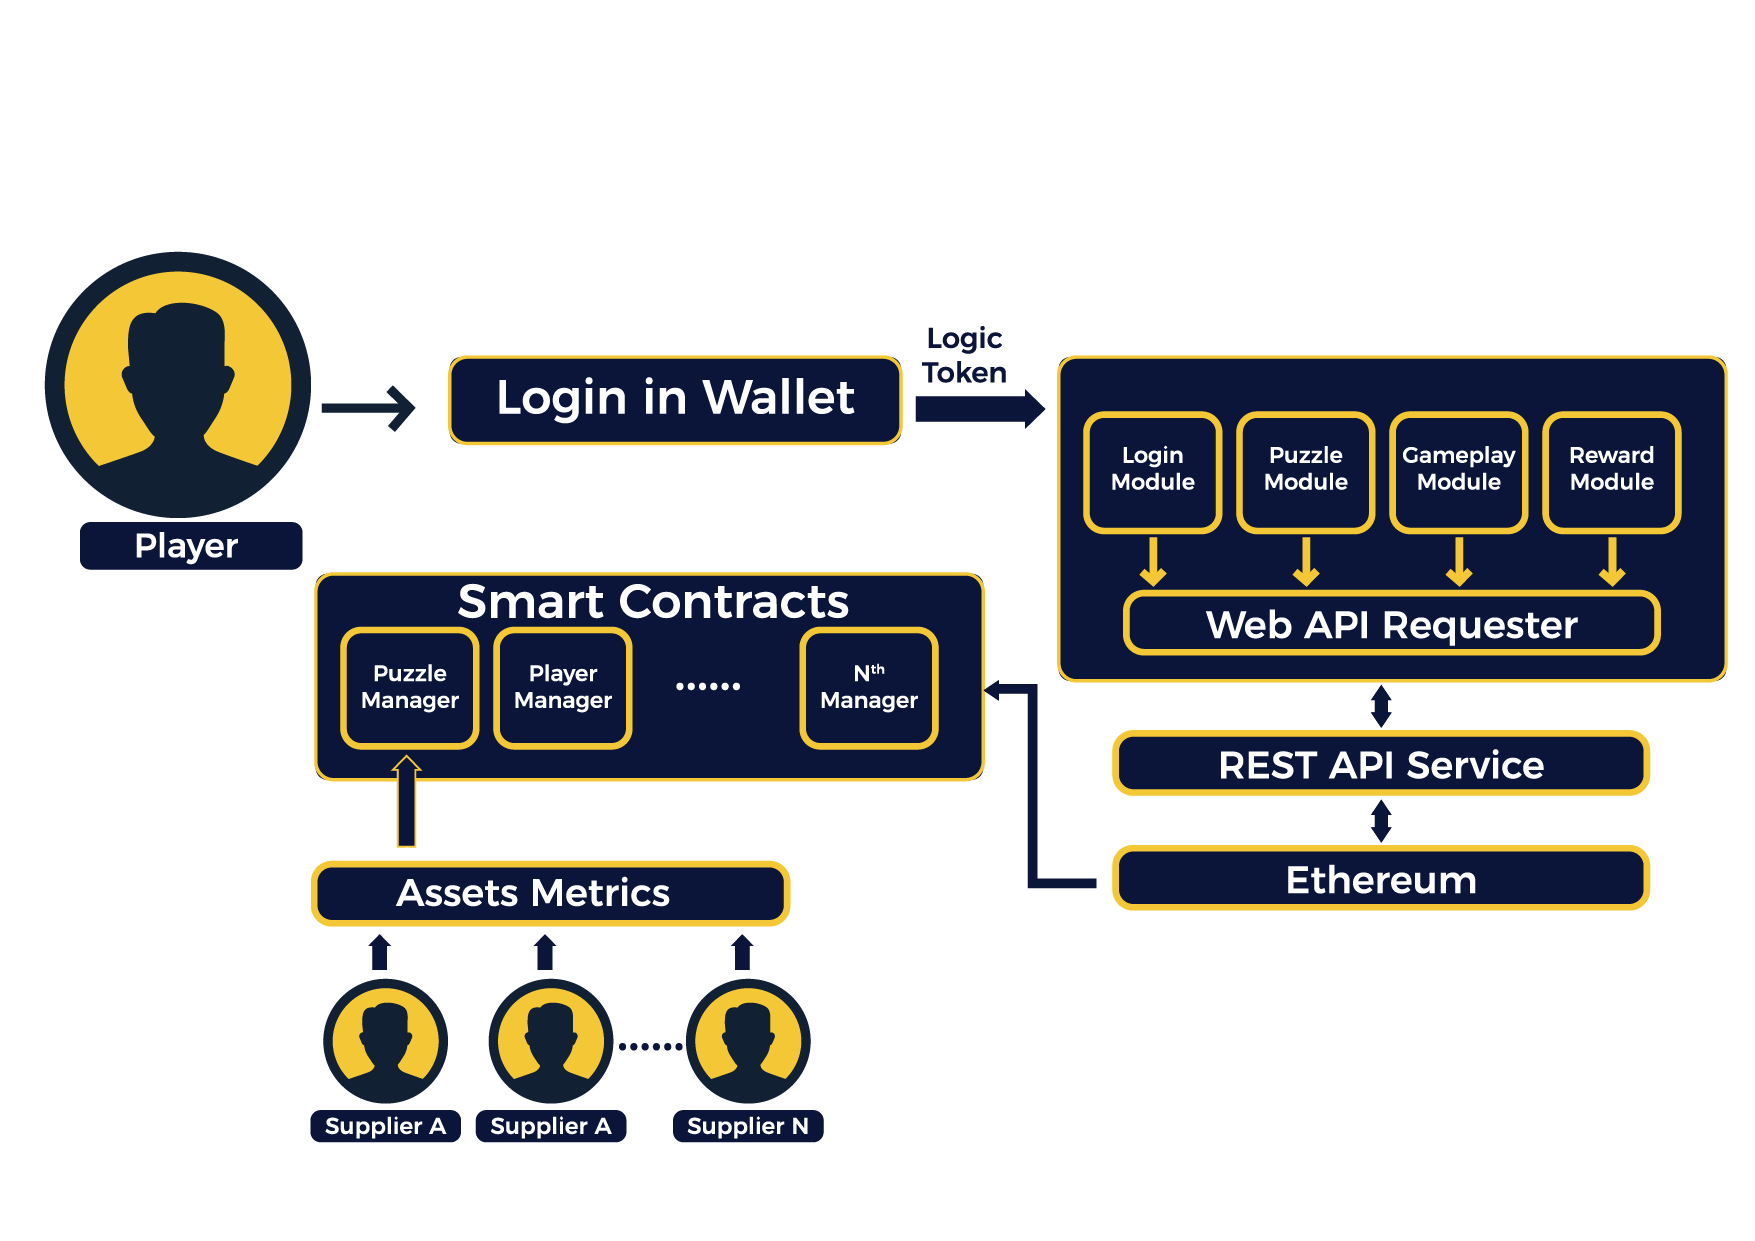 Player
Login in Wallet
Logic
Token
Login
Module
Puzzle
Module
Gameplay
Module
Reward
Module
Web API Requester
REST API Service
Ethereum
Smart Contracts
Puzzle
Manager
Player
Manager
......
Nth
Manager
Assets Metrics
......
Supplier A
Supplier A
Supplier N